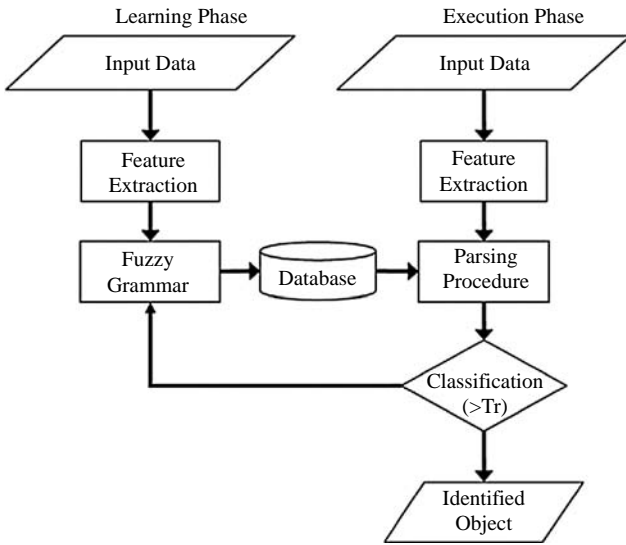 Learning Phase
Execution Phase
Input Data
Input Data
Feature
Extraction
Feature
Extraction
Fuzzy
Grammar
Database
Parsing
Procedure
Classification
(>Tr)
Identified
Object